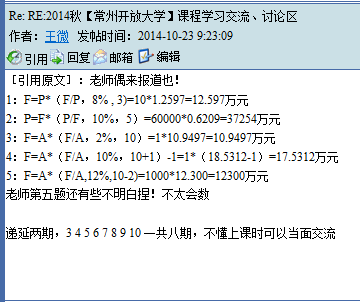 Re: RE:2014秋【常州开放大学】课程学习交流、讨论区
作者：王微 发帖时间：2014-10-23 9:23:09
引用 回复 邮箱 编辑
［引用原文］：老师偶来报道也！
1：F=P*（F/P，8%，3)=10*1.2597=12.597万元
2：P=F*（P/F，10%，5）=60000*0.6209=37254万元
3：F=A*（F/A，2%，10）=1*10.9497=10.9497万元
4：F=A*（F/A，10%，10+1）-1=1*（18.5312-1）=17.5312万元
5：F=A*（F/A,12%,10-2)=1000*12.300=12300万元
老师第五题还有些不明白捏！不太会数
递延两期，3 4 5 6 7 8 9 10 一共八期，不懂上课时可以当面交流